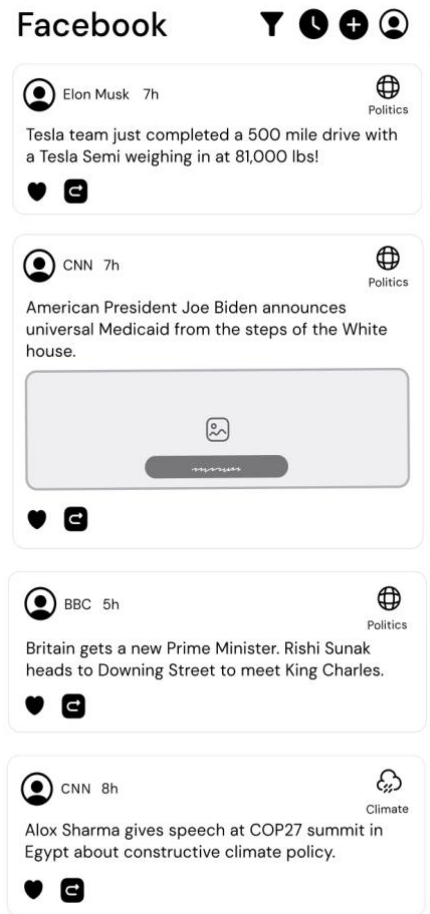 Facebook
Elon Musk 7h
Politics
Tesla team just completed a 500 mile drive with
a Tesla Semi weighing in at 81,000 lbs!
CNN 7h
Politics
American President Joe Biden announces
universal Medicaid from the steps of the White
house.
BBC 5h
Politics
Britain gets a new Prime Minister. Rishi Sunak
heads to Downing Street to meet King Charles.
CNN 8h
Climate
Alox Sharma gives speech at COP27 summit in
Egypt about constructive climate policy.